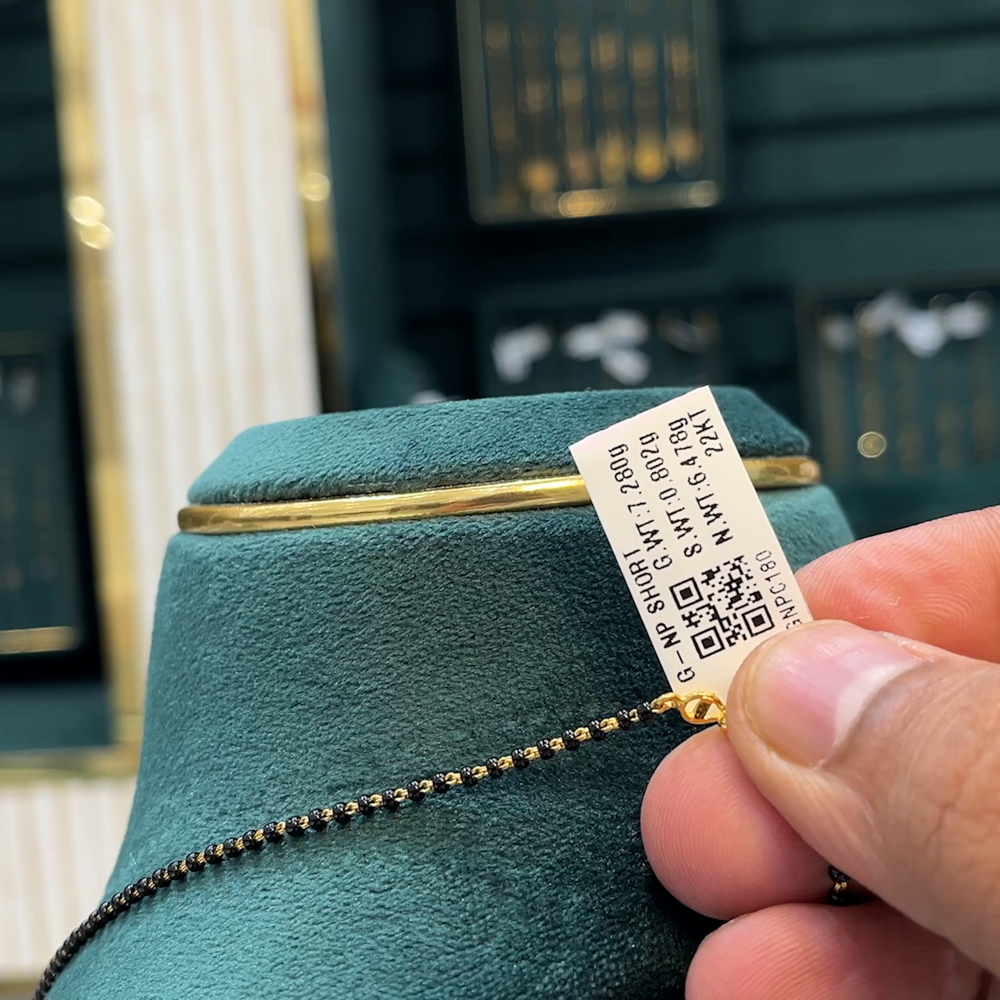 G-NP SHORT
G.WT:7.280g
S.WT:0.802g
N.WT:6.478g
22KT
GNPC180